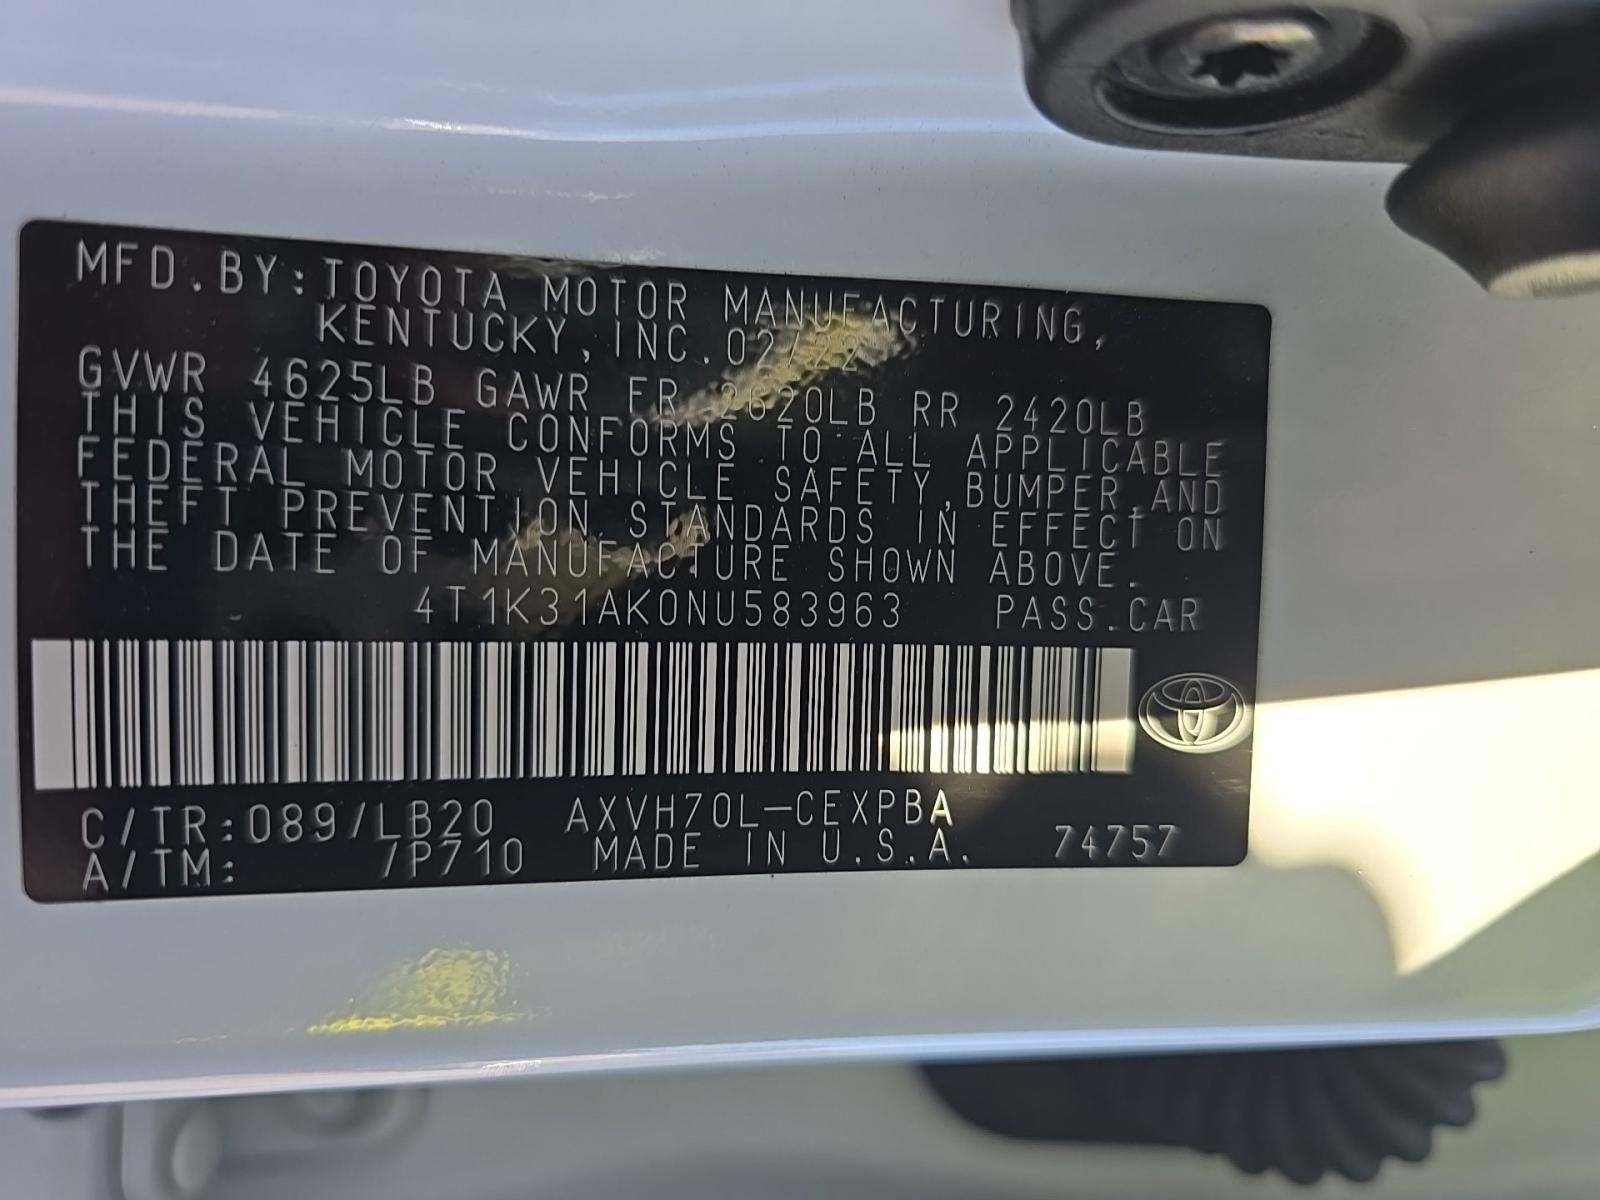 MFD.BY:TOYOTA MOTOR MANUFACTURING,
KENTUCKY,INC.02/22
GVWR 4625LB GAWR FR 2620LB RR 2420LB
THIS VEHICLE CONFORMS TO ALL APPLICABLE
FEDERAL MOTOR VEHICLE SAFETY,BUMPER,AND
THEFT PREVENTION STANDARDS IN EFFECT ON
THE DATE OF MANUFACTURE SHOWN ABOVE.
4T1K31AK0NU583963 PASS.CAR
C/TR:089/LB20 AXVH70L-CEXPBA
A/TM: /P710 MADE IN U.S.A. 74757